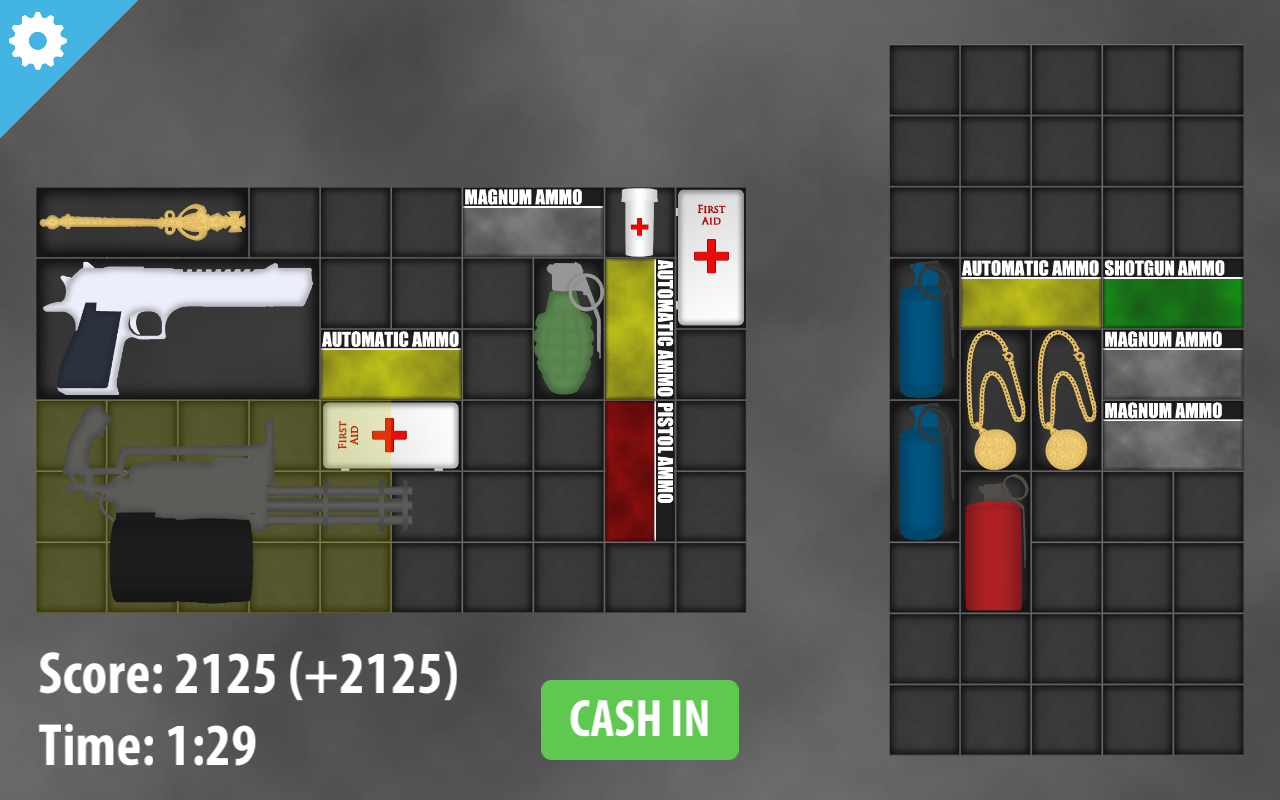 MAGNUM AMMO
FIRST
AID
AUTOMATIC AMMO
AUTOMATIC AMMO
PISTOL AMMO
FIRST
AID
AUTOMATIC AMMO
SHOTGUN AMMO
MAGNUM AMMO
MAGNUM AMMO
Score: 2125 (+2125)
Time: 1:29
CASH IN